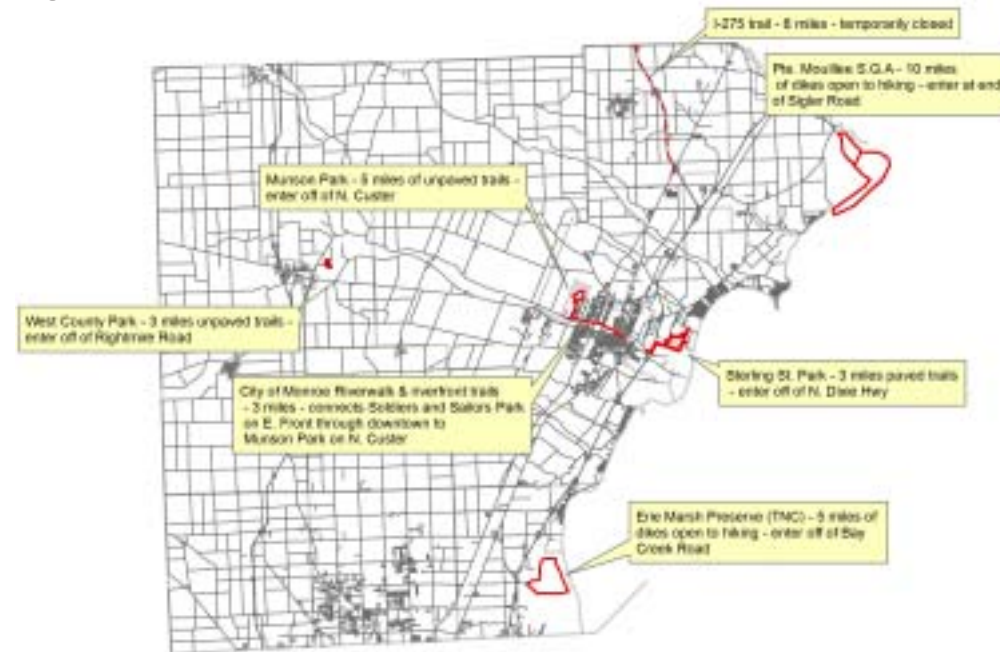 I-275 trail - 6 miles - temporarily closed
Pte. Mouillee S.G.A - 10 miles
of dikes open to hiking - enter at end
of Sigler Road
Munson Park - 5 miles of unpaved trails -
enter off of N. Custer
West County Park - 3 miles unpaved trails -
enter off of Rightmire Road
City of Monroe Riverwalk & riverfront trails
- 3 miles - connects Soldiers and Sailors Park
on E. Front through downtown to
Munson Park on N. Custer
Sterling St. Park - 3 miles paved trails
- enter off of N. Dixie Hwy
Erie Marsh Preserve (TNC) - 5 miles of
dikes open to hiking - enter off of Bay
Creek Road